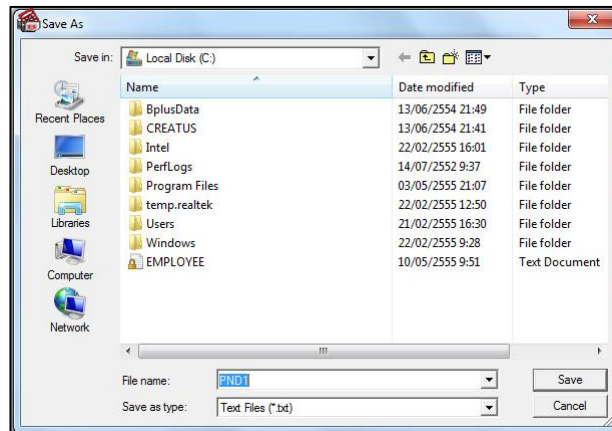 Save As
Save in: Local Disk (C:)
Name Date modified Type
BplusData 13/06/2554 21:49 File folder
CREATUS 13/06/2554 21:41 File folder
Intel 22/02/2555 16:01 File folder
PerfLogs 14/07/2552 9:37 File folder
Program Files 03/05/2555 21:07 File folder
temp.realtek 22/02/2555 12:50 File folder
Users 21/02/2555 16:30 File folder
Windows 22/02/2555 9:28 File folder
EMPLOYEE 10/05/2555 9:51 Text Document
Recent Places
Desktop
Libraries
Computer
Network
File name: PND1 Save
Save as type: Text Files (*.txt) Cancel